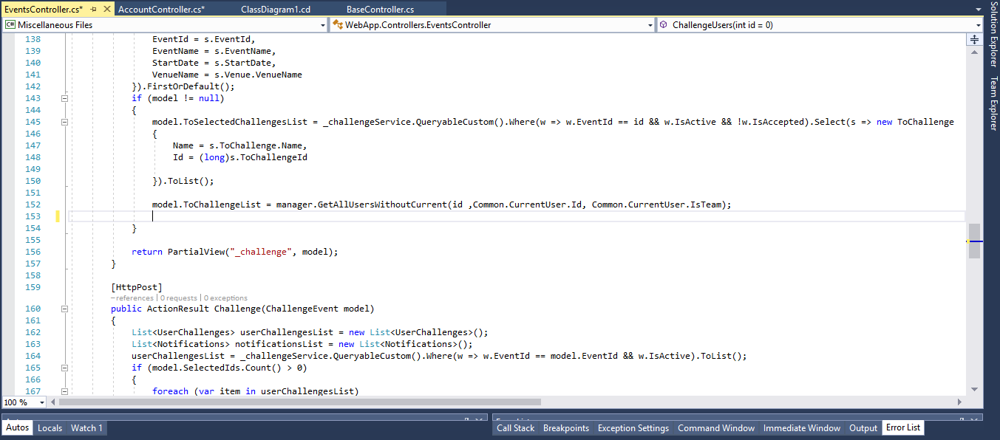 EventsController.cs* AccountController.cs* ClassDiagram1.cd BaseController.cs
C# Miscellaneous Files WebApp.Controllers.EventsController ChallengeUsers(int id = 0)
138 EventId = s.EventId,
139 EventName = s.EventName,
140 StartDate = s.StartDate,
141 VenueName = s.Venue.VenueName
142 }).FirstOrDefault();
143 if (model != null)
144 {
145 model.ToSelectedChallengesList = _challengeService.QueryableCustom().Where(w => w.EventId == id && w.IsActive && !w.IsAccepted).Select(s => new ToChallenge
146 {
147 Name = s.ToChallenge.Name,
148 Id = (long)s.ToChallengeId
149
150 }).ToList();
151
152 model.ToChallengeList = manager.GetAllUsersWithoutCurrent(id ,Common.CurrentUser.Id, Common.CurrentUser.IsTeam);
153
154 }
155
156 return PartialView("_challenge", model);
157 }
158
159 [HttpPost]
–references | 0 requests | 0 exceptions
160 public ActionResult Challenge(ChallengeEvent model)
161 {
162 List<UserChallenges> userChallengesList = new List<UserChallenges>();
163 List<Notifications> notificationsList = new List<Notifications>();
164 userChallengesList = _challengeService.QueryableCustom().Where(w => w.EventId == model.EventId && w.IsActive).ToList();
165 if (model.SelectedIds.Count() > 0)
166 {
167 foreach (var item in userChallengesList)
100 %
Autos Locals Watch 1 Call Stack Breakpoints Exception Settings Command Window Immediate Window Output Error List
Solution Explorer
Team Explorer